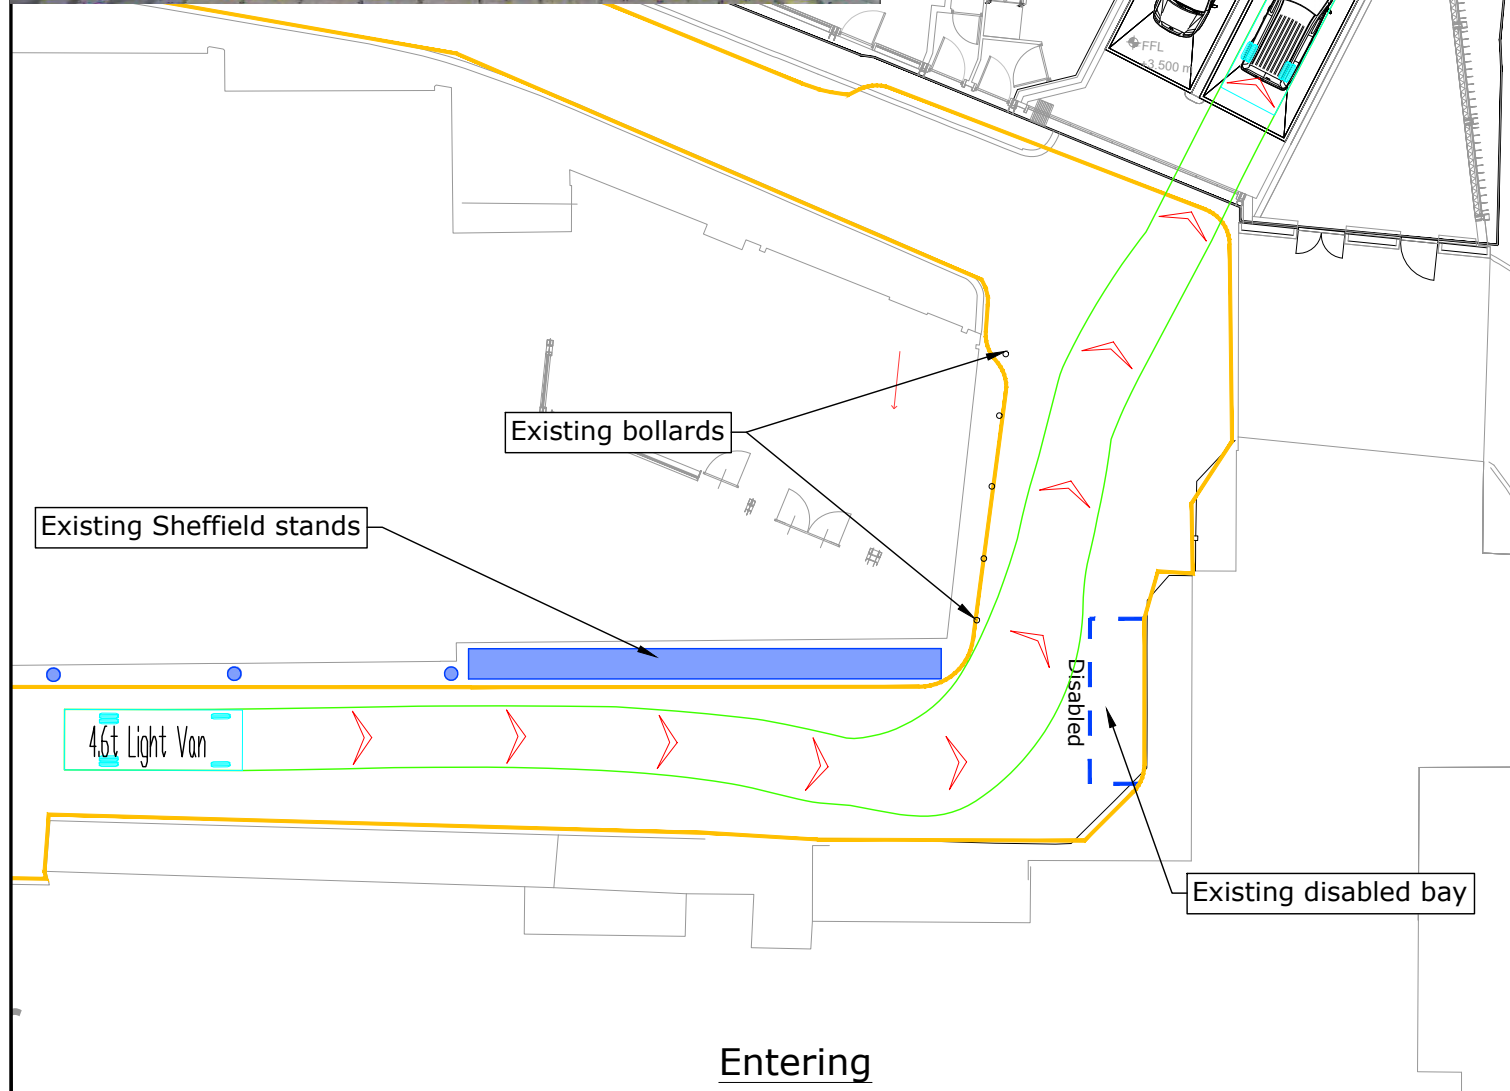 FFL
+3.500 m
Existing bollards
Existing Sheffield stands
Disabled
4.6t Light Van
Existing disabled bay
Entering